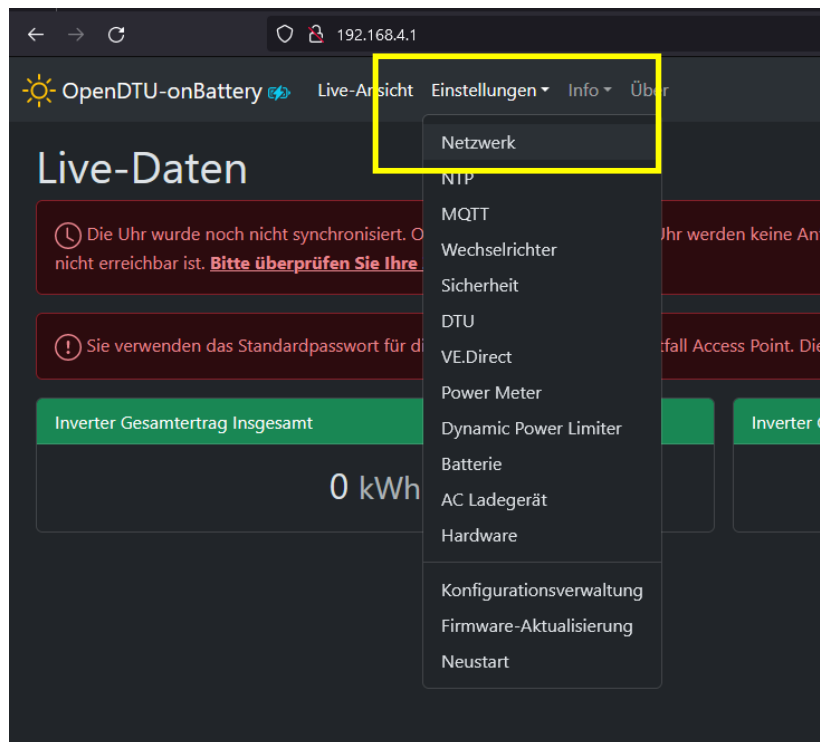 192.168.4.1
OpenDTU-onBattery Live-Ansicht Einstellungen Info Über
Live-Daten
Die Uhr wurde noch nicht synchronisiert. O
Uhr werden keine An
nicht erreichbar ist. Bitte überprüfen Sie Ihre
Sie verwenden das Standardpasswort für di
tfall Access Point. Die
Inverter Gesamtertrag Insgesamt
Inverter
0 kWh
Netzwerk
NTP
MQTT
Wechselrichter
Sicherheit
DTU
VE.Direct
Power Meter
Dynamic Power Limiter
Batterie
AC Ladegerät
Hardware
Konfigurationsverwaltung
Firmware-Aktualisierung
Neustart